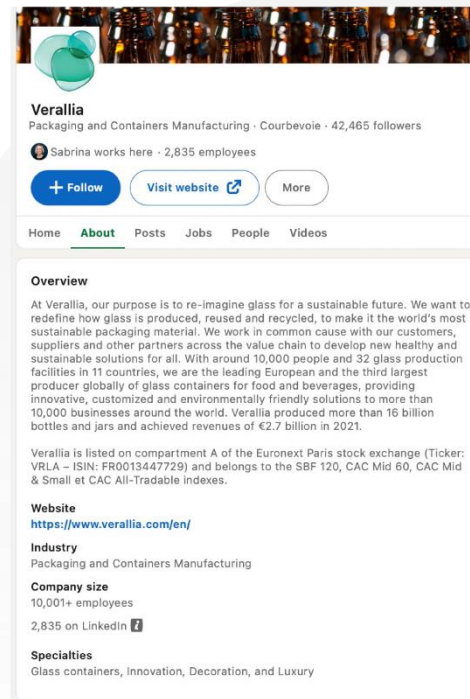 Verallia
Packaging and Containers Manufacturing · Courbevoie · 42,465 followers
Sabrina works here · 2,835 employees
+ Follow
Visit website
More
Home About Posts Jobs People Videos
Overview
At Verallia, our purpose is to re-imagine glass for a sustainable future. We want to
redefine how glass is produced, reused and recycled, to make it the world's most
sustainable packaging material. We work in common cause with our customers,
suppliers and other partners across the value chain to develop new healthy and
sustainable solutions for all. With around 10,000 people and 32 glass production
facilities in 11 countries, we are the leading European and the third largest
producer globally of glass containers for food and beverages, providing
innovative, customized and environmentally friendly solutions to more than
10,000 businesses around the world. Verallia produced more than 16 billion
bottles and jars and achieved revenues of €2.7 billion in 2021.
Verallia is listed on compartment A of the Euronext Paris stock exchange (Ticker:
VRLA – ISIN: FR0013447729) and belongs to the SBF 120, CAC Mid 60, CAC Mid
& Small et CAC All-Tradable indexes.
Website
https://www.verallia.com/en/
Industry
Packaging and Containers Manufacturing
Company size
10,001+ employees
2,835 on LinkedIn
Specialties
Glass containers, Innovation, Decoration, and Luxury